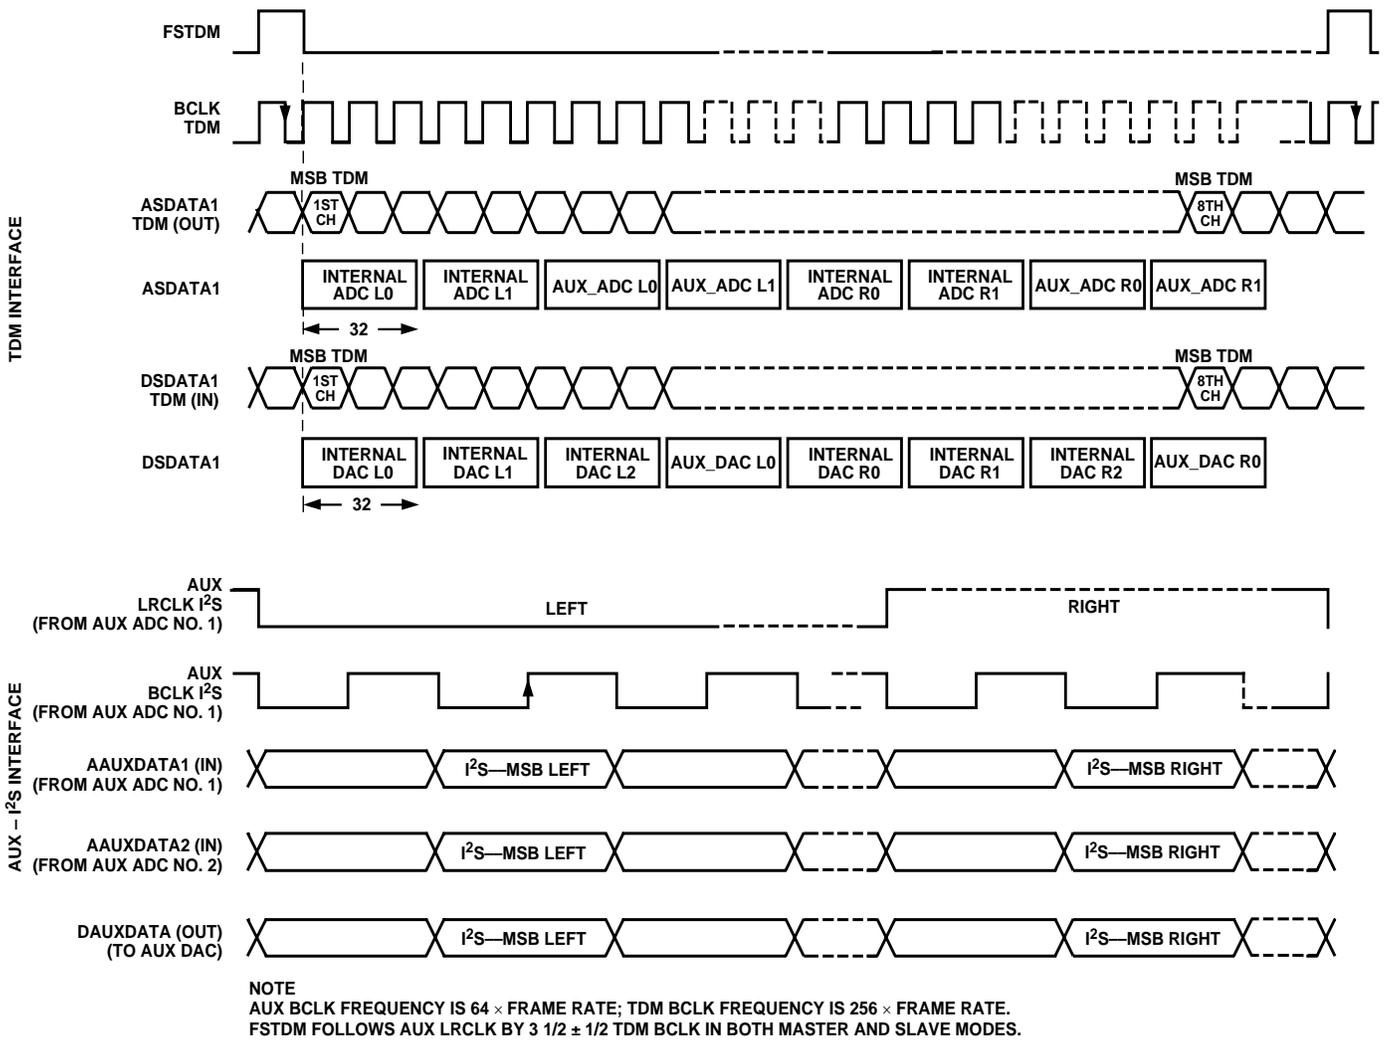 FSTDM
BCLK
TDM
MSB TDM
MSB TDM
ASDATA1
TDM (OUT)
1ST
CH
8TH
CH
ASDATA1
INTERNAL
ADC L0
INTERNAL
ADC L1
AUX_ADC L0
AUX_ADC L1
INTERNAL
ADC R0
INTERNAL
ADC R1
AUX_ADC R0
AUX_ADC R1
32
TDM INTERFACE
MSB TDM
MSB TDM
DSDATA1
TDM (IN)
1ST
CH
8TH
CH
DSDATA1
INTERNAL
DAC L0
INTERNAL
DAC L1
INTERNAL
DAC L2
AUX_DAC L0
INTERNAL
DAC R0
INTERNAL
DAC R1
INTERNAL
DAC R2
AUX_DAC R0
32
AUX
LRCLK I²S
(FROM AUX ADC NO. 1)
LEFT
RIGHT
AUX
BCLK I²S
(FROM AUX ADC NO. 1)
AUX – I²S INTERFACE
AAUXDATA1 (IN)
(FROM AUX ADC NO. 1)
I²S—MSB LEFT
I²S—MSB RIGHT
AAUXDATA2 (IN)
(FROM AUX ADC NO. 2)
I²S—MSB LEFT
I²S—MSB RIGHT
DAUXDATA (OUT)
(TO AUX DAC)
I²S—MSB LEFT
I²S—MSB RIGHT
NOTE
AUX BCLK FREQUENCY IS 64 × FRAME RATE; TDM BCLK FREQUENCY IS 256 × FRAME RATE.
FSTDM FOLLOWS AUX LRCLK BY 3 1/2 ± 1/2 TDM BCLK IN BOTH MASTER AND SLAVE MODES.